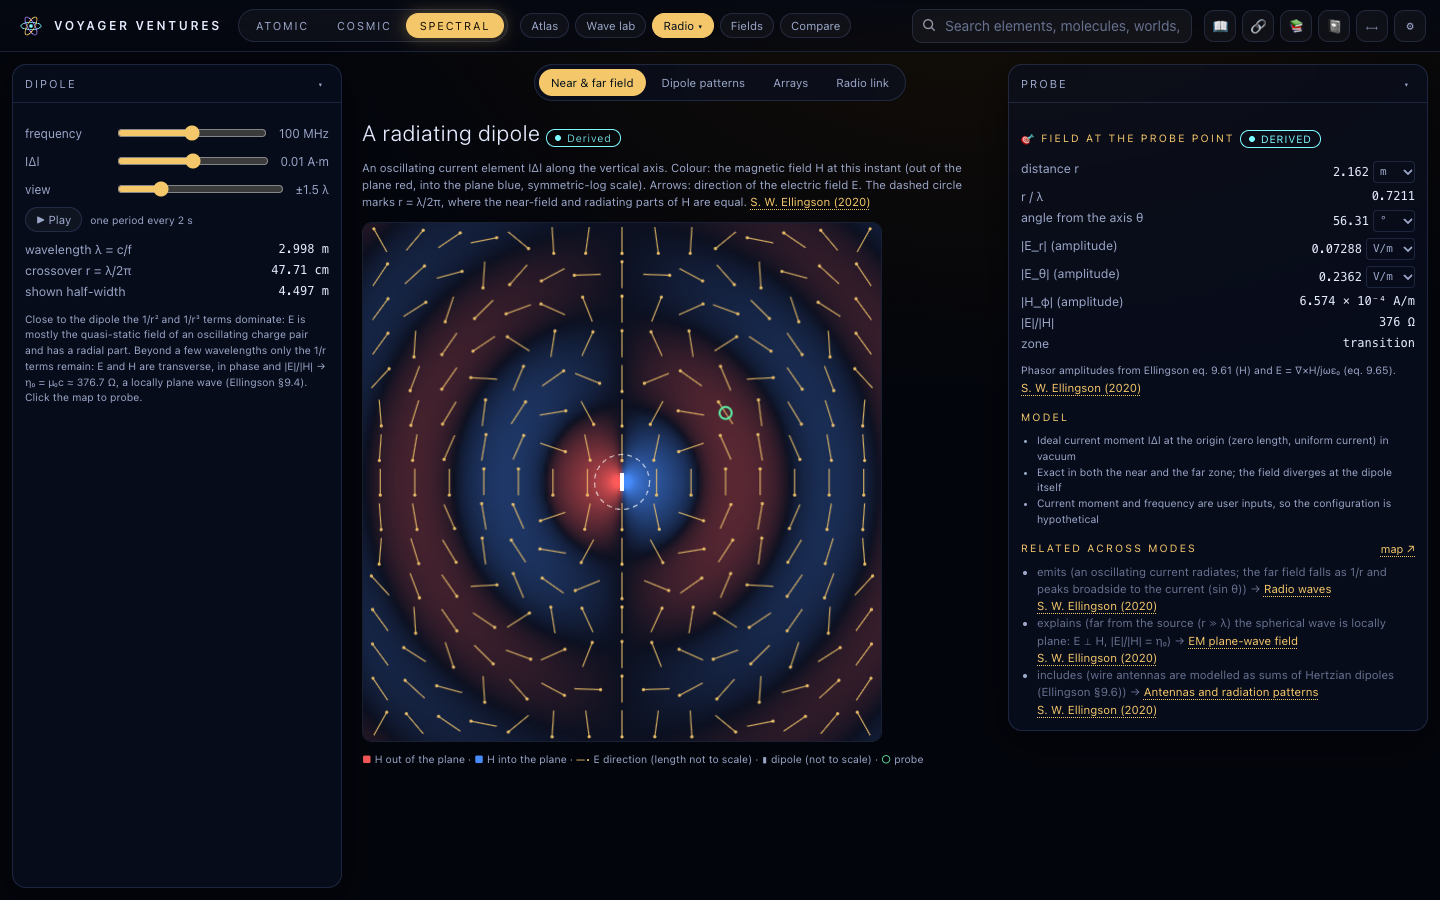 VOYAGER VENTURES
ATOMIC COSMIC SPECTRAL
Atlas Wave lab Radio Fields Compare
Search elements, molecules, worlds,
DIPOLE
frequency 100 MHz
IΔl 0.01 A·m
view ±1.5 λ
Play one period every 2 s
wavelength λ = c/f 2.998 m
crossover r = λ/2π 47.71 cm
shown half-width 4.497 m
Close to the dipole the 1/r² and 1/r³ terms dominate: E is
mostly the quasi-static field of an oscillating charge pair
and has a radial part. Beyond a few wavelengths only the 1/r
terms remain: E and H are transverse, in phase and |E|/|H| →
η₀ = μ₀c ≈ 376.7 Ω, a locally plane wave (Ellingson §9.4).
Click the map to probe.
Near & far field Dipole patterns Arrays Radio link
A radiating dipole Derived
An oscillating current element IΔl along the vertical axis. Colour: the magnetic field H at this instant (out of the
plane red, into the plane blue, symmetric-log scale). Arrows: direction of the electric field E. The dashed circle
marks r = λ/2π, where the near-field and radiating parts of H are equal. S. W. Ellingson (2020)
H out of the plane · H into the plane · E direction (length not to scale) · dipole (not to scale) · probe
PROBE
FIELD AT THE PROBE POINT DERIVED
distance r 2.162 m
r / λ 0.7211
angle from the axis θ 56.31 °
|E_r| (amplitude) 0.07288 V/m
|E_θ| (amplitude) 0.2362 V/m
|H_ϕ| (amplitude) 6.574 × 10⁻⁴ A/m
|E|/|H| 376 Ω
zone transition
Phasor amplitudes from Ellingson eq. 9.61 (H) and E = ∇×H/jωε₀ (eq. 9.65).
S. W. Ellingson (2020)
MODEL
• Ideal current moment IΔl at the origin (zero length, uniform current) in
vacuum
• Exact in both the near and the far zone; the field diverges at the dipole
itself
• Current moment and frequency are user inputs, so the configuration is
hypothetical
RELATED ACROSS MODES map ↗
• emits (an oscillating current radiates; the far field falls as 1/r and
peaks broadside to the current (sin θ)) → Radio waves
S. W. Ellingson (2020)
• explains (far from the source (r » λ) the spherical wave is locally
plane: E ⊥ H, |E|/|H| = η₀) → EM plane-wave field
S. W. Ellingson (2020)
• includes (wire antennas are modelled as sums of Hertzian dipoles
(Ellingson §9.6)) → Antennas and radiation patterns
S. W. Ellingson (2020)